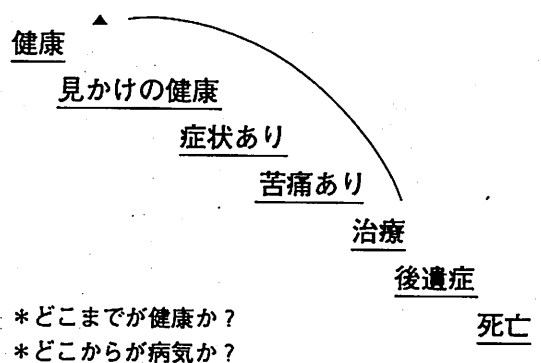 健康
見かけの健康
症状あり
苦痛あり
治療
後遺症
死亡
＊どこまでが健康か？
＊どこからが病気か？